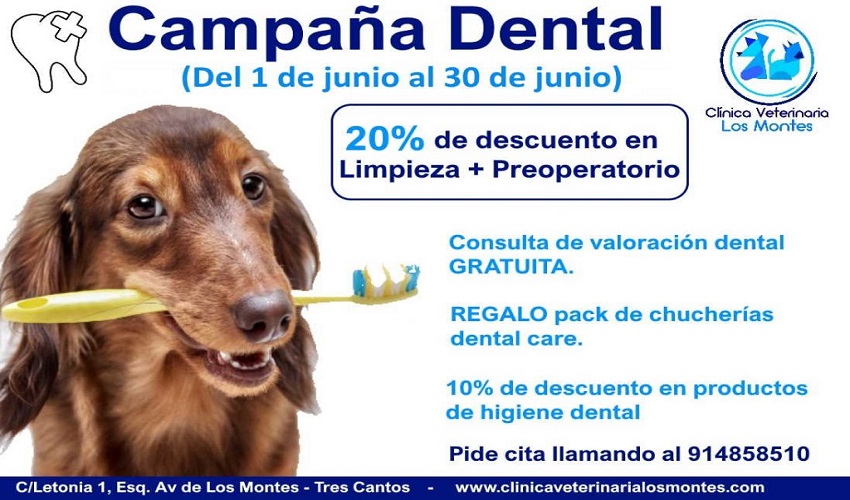 Campaña Dental
(Del 1 de junio al 30 de junio)
Clínica Veterinaria
Los Montes
20% de descuento en
Limpieza + Preoperatorio
Consulta de valoración dental
GRATUITA.
REGALO pack de chucherías
dental care.
10% de descuento en productos
de higiene dental
Pide cita llamando al 914858510
C/Letonia 1, Esq. Av de Los Montes - Tres Cantos - www.clinicaveterinarialosmontes.com